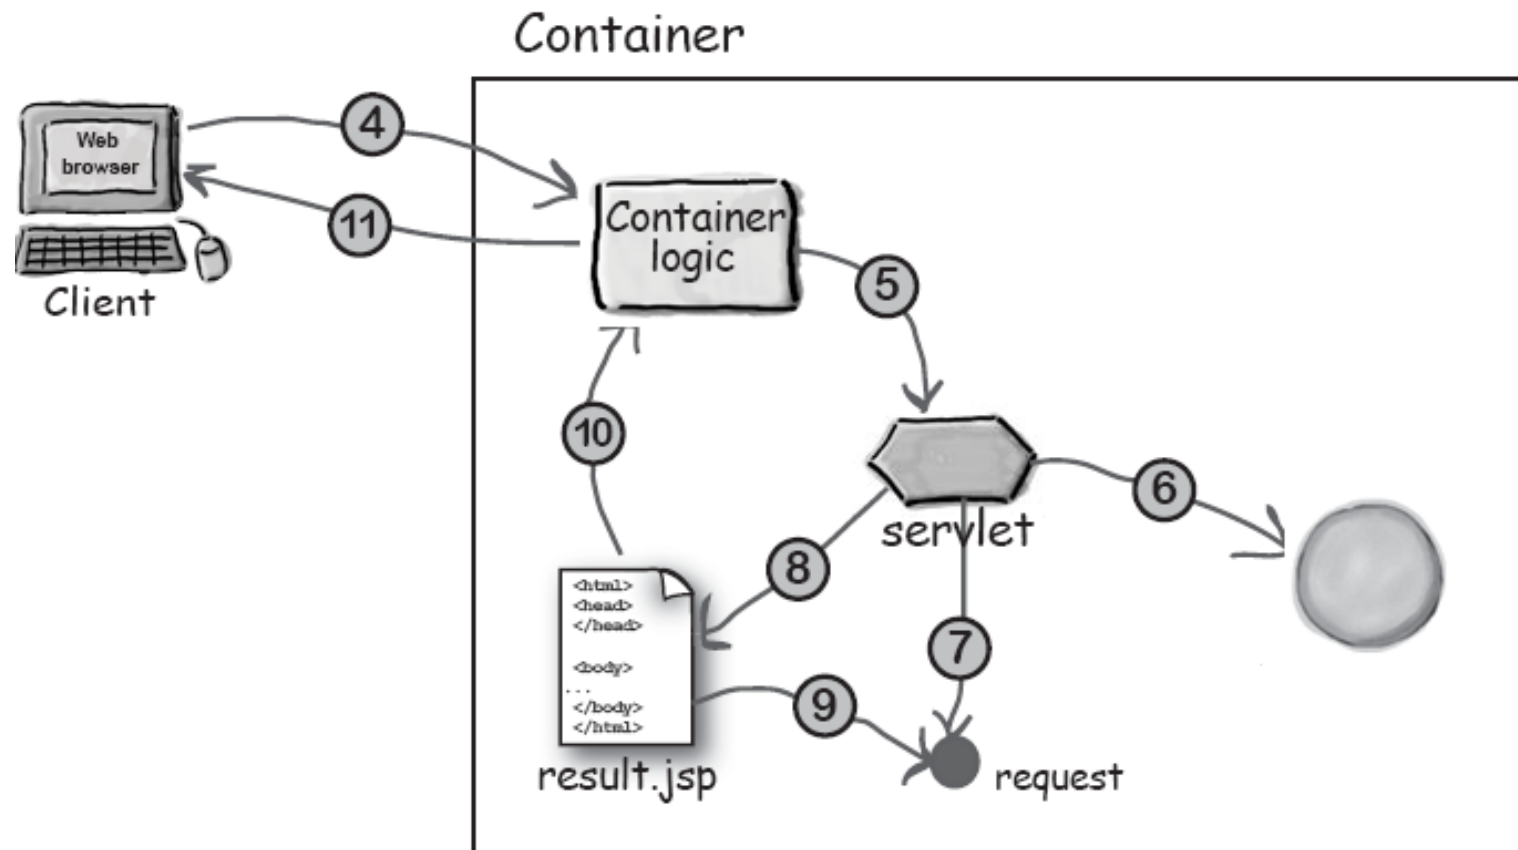 Container
Web
browser
Client
4
11
Container
logic
5
10
servlet
6
8
7
9
<html>
<head>
</head>
<body>
...
</body>
</html>
result.jsp
request